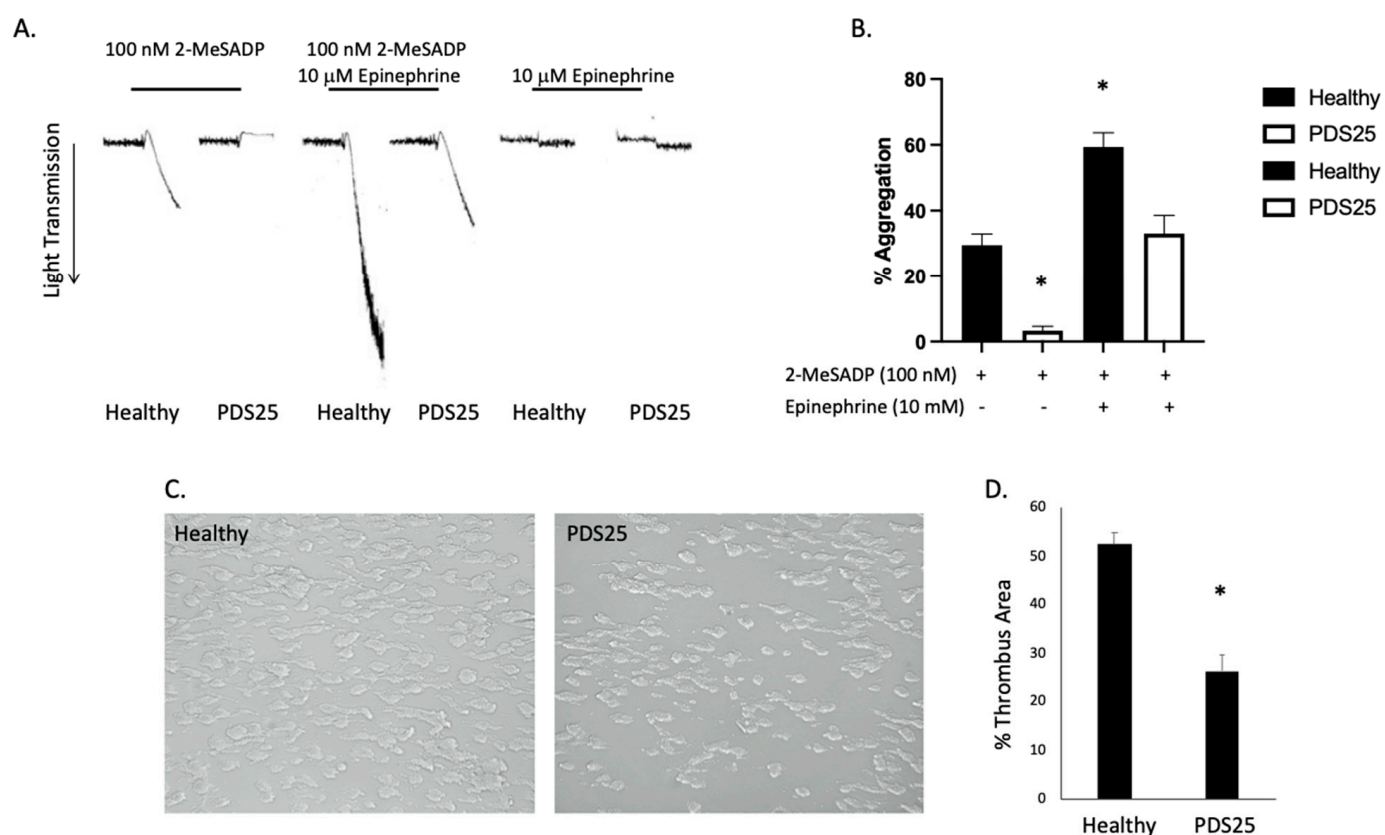 A.
100 nM 2-MeSADP
100 nM 2-MeSADP
10 μM Epinephrine
10 μM Epinephrine
Light Transmission
Healthy
PDS25
Healthy
PDS25
Healthy
PDS25
B.
% Aggregation
80
60
40
20
0
*
*
2-MeSADP (100 nM) + + + +
Epinephrine (10 mM) - - + +
Healthy
PDS25
Healthy
PDS25
C.
Healthy
PDS25
D.
% Thrombus Area
60
50
40
30
20
10
0
*
Healthy
PDS25